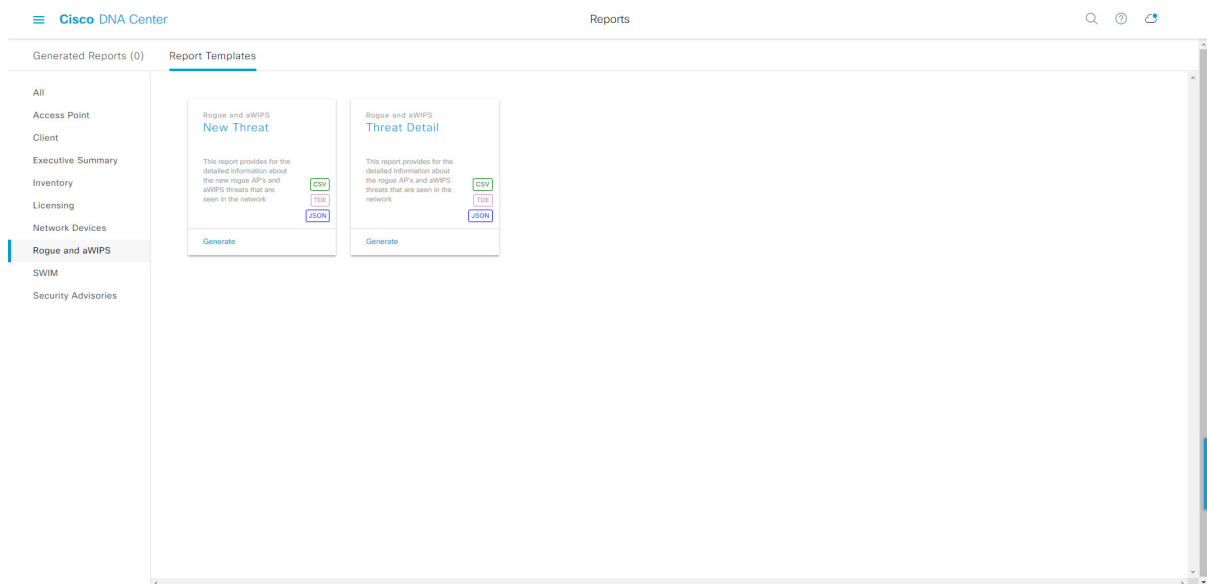 Cisco DNA Center
Reports
Generated Reports (0)
Report Templates
All
Access Point
Client
Executive Summary
Inventory
Licensing
Network Devices
Rogue and aWIPS
SWIM
Security Advisories
Rogue and aWIPS
New Threat
This report provides for the
detailed information about
the new rogue AP's and
aWIPS threats that are
seen in the network
CSV
TDE
JSON
Generate
Rogue and aWIPS
Threat Detail
This report provides for the
detailed information about
the rogue AP's and aWIPS
threats that are seen in the
network
CSV
TDE
JSON
Generate